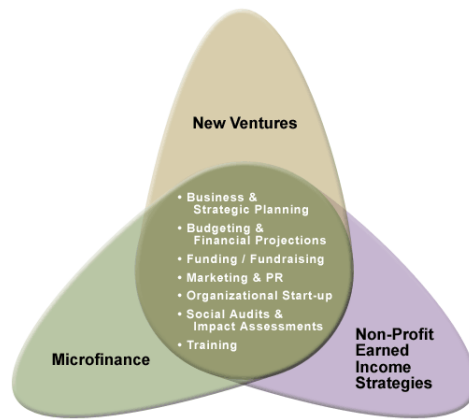 New Ventures
• Business &
Strategic Planning
• Budgeting &
Financial Projections
• Funding / Fundraising
• Marketing & PR
• Organizational Start-up
• Social Audits &
Impact Assessments
• Training
Microfinance
Non-Profit
Earned
Income
Strategies